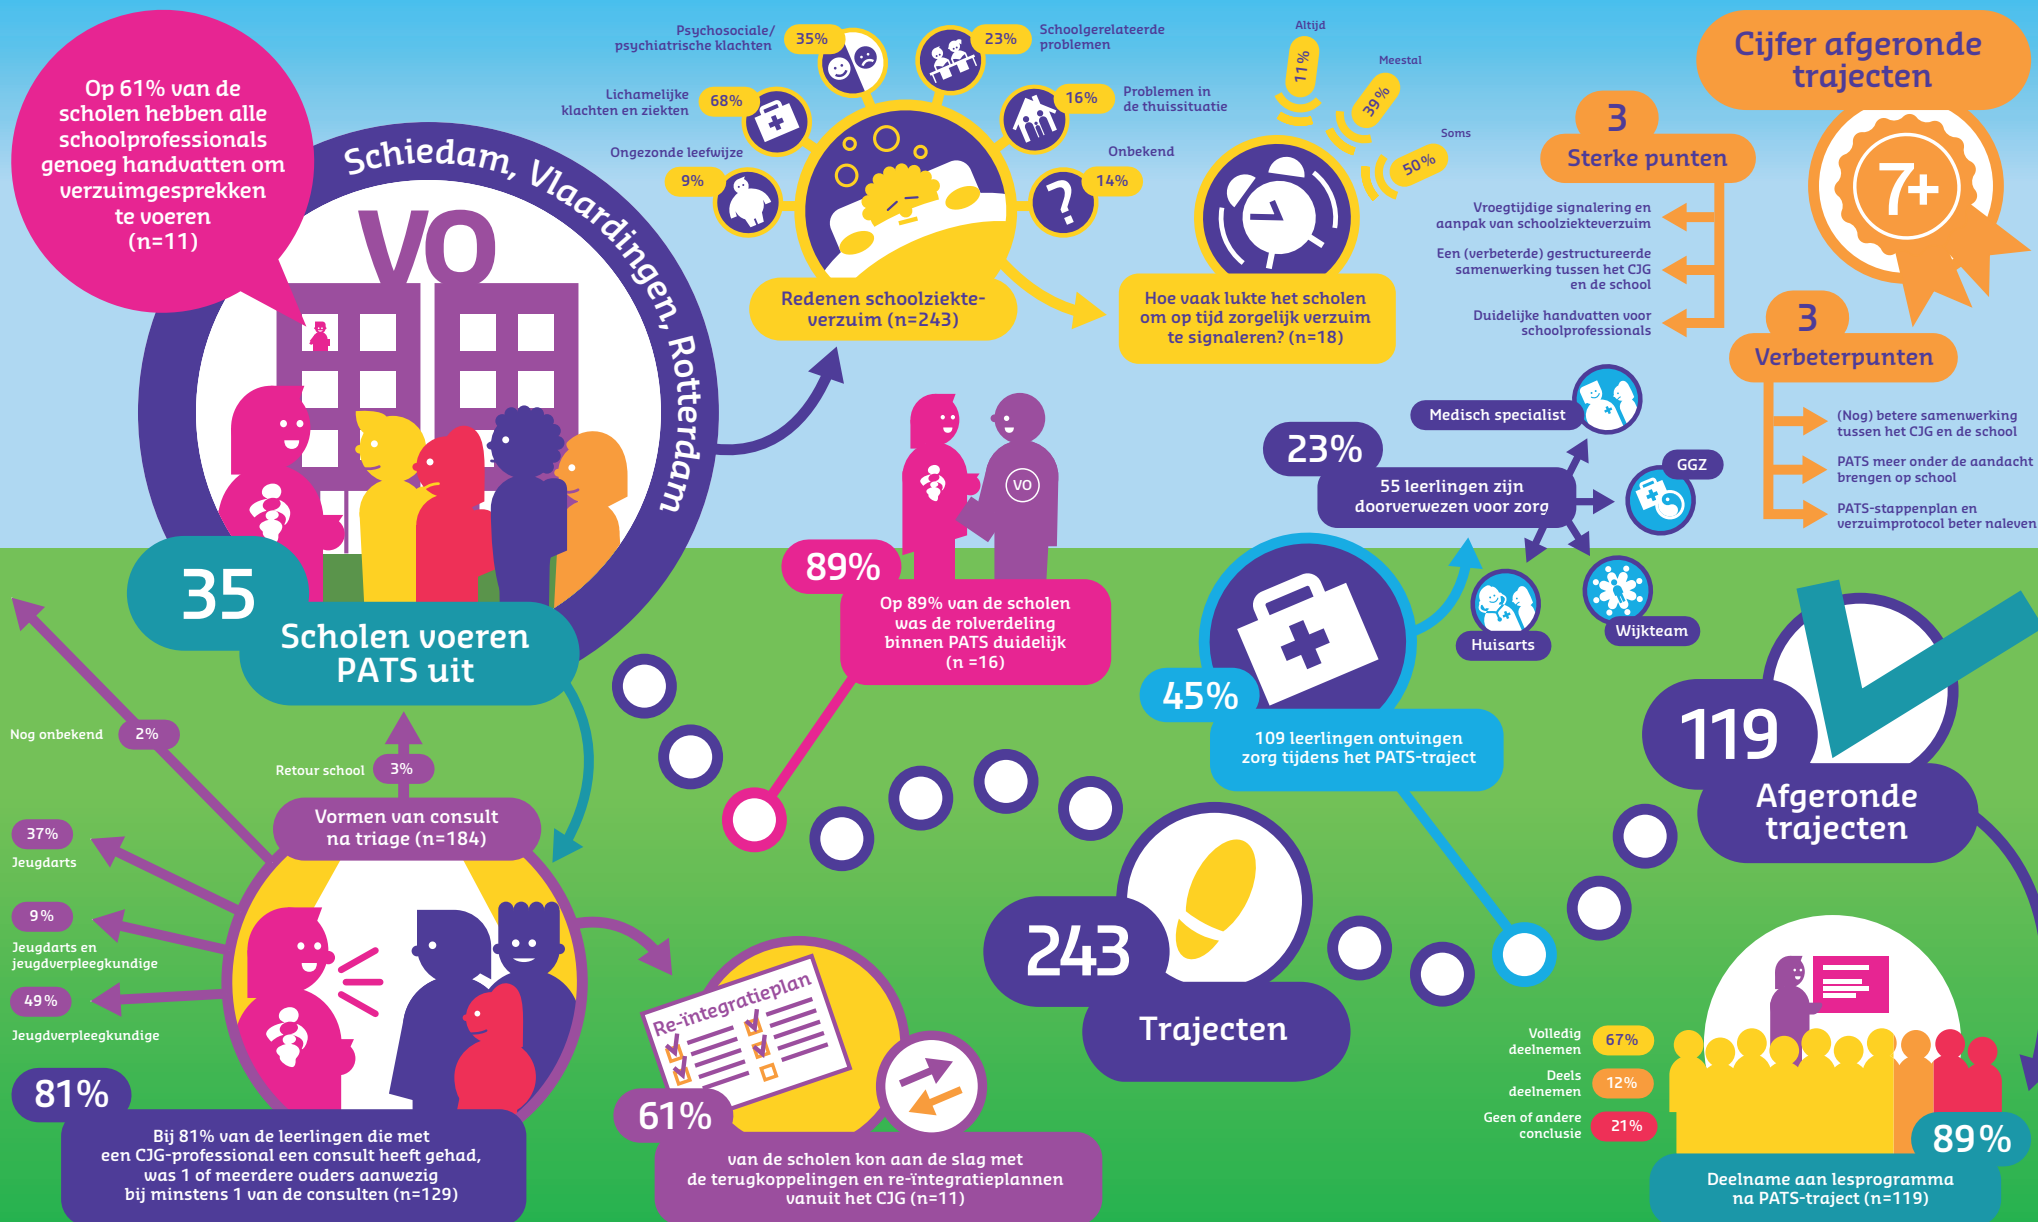 Op 61% van de
scholen hebben alle
schoolprofessionals
genoeg handvatten om
verzuimgesprekken
te voeren
(n=11)
Schiedam, Vlaardingen, Rotterdam
VO
35
Scholen voeren
PATS uit
Psychosociale/
psychiatrische klachten
35%
Lichamelijke
klachten en ziekten
68%
Ongezonde leefwijze
9%
23%
Schoolgerelateerde
problemen
16%
Problemen in
de thuissituatie
Onbekend
14%
?
Redenen schoolziekte-
verzuim (n=243)
Altijd
11%
Meestal
39%
Soms
50%
Hoe vaak lukte het scholen
om op tijd zorgelijk verzuim
te signaleren? (n=18)
Cijfer afgeronde
trajecten
7+
3
Sterke punten
Vroegtijdige signalering en
aanpak van schoolziekteverzuim
Een (verbeterde) gestructureerde
samenwerking tussen het CJG
en de school
Duidelijke handvatten voor
schoolprofessionals
3
Verbeterpunten
(Nog) betere samenwerking
tussen het CJG en de school
PATS meer onder de aandacht
brengen op school
PATS-stappenplan en
verzuimprotocol beter naleven
VO
89%
Op 89% van de scholen
was de rolverdeling
binnen PATS duidelijk
(n =16)
23%
55 leerlingen zijn
doorverwezen voor zorg
Medisch specialist
GGZ
Wijkteam
Huisarts
45%
109 leerlingen ontvingen
zorg tijdens het PATS-traject
119
Afgeronde
trajecten
Nog onbekend
2%
Retour school
3%
Vormen van consult
na triage (n=184)
37%
Jeugdarts
9%
Jeugdarts en
jeugdverpleegkundige
49%
Jeugdverpleegkundige
81%
Bij 81% van de leerlingen die met
een CJG-professional een consult heeft gehad,
was 1 of meerdere ouders aanwezig
bij minstens 1 van de consulten (n=129)
Re-ïntegratieplan
61%
van de scholen kon aan de slag met
de terugkoppelingen en re-ïntegratieplannen
vanuit het CJG (n=11)
243
Trajecten
Volledig
deelnemen
67%
Deels
deelnemen
12%
Geen of andere
conclusie
21%
89%
Deelname aan lesprogramma
na PATS-traject (n=119)